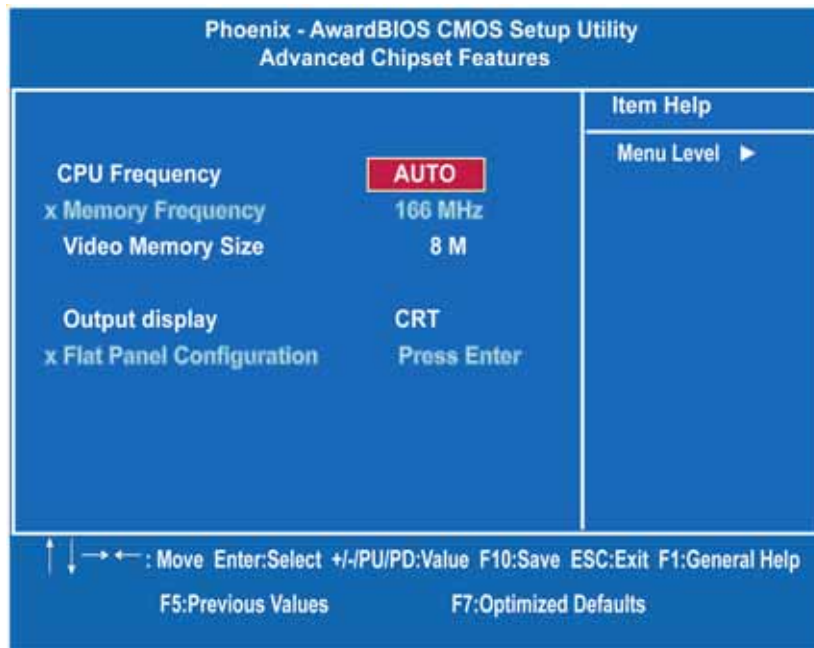 Phoenix - AwardBIOS CMOS Setup Utility
Advanced Chipset Features
Item Help
Menu Level ►
CPU Frequency AUTO
x Memory Frequency 166 MHz
Video Memory Size 8 M
Output display CRT
x Flat Panel Configuration Press Enter
↑ ↓ → ← : Move Enter:Select +/-/PU/PD:Value F10:Save ESC:Exit F1:General Help
F5:Previous Values F7:Optimized Defaults